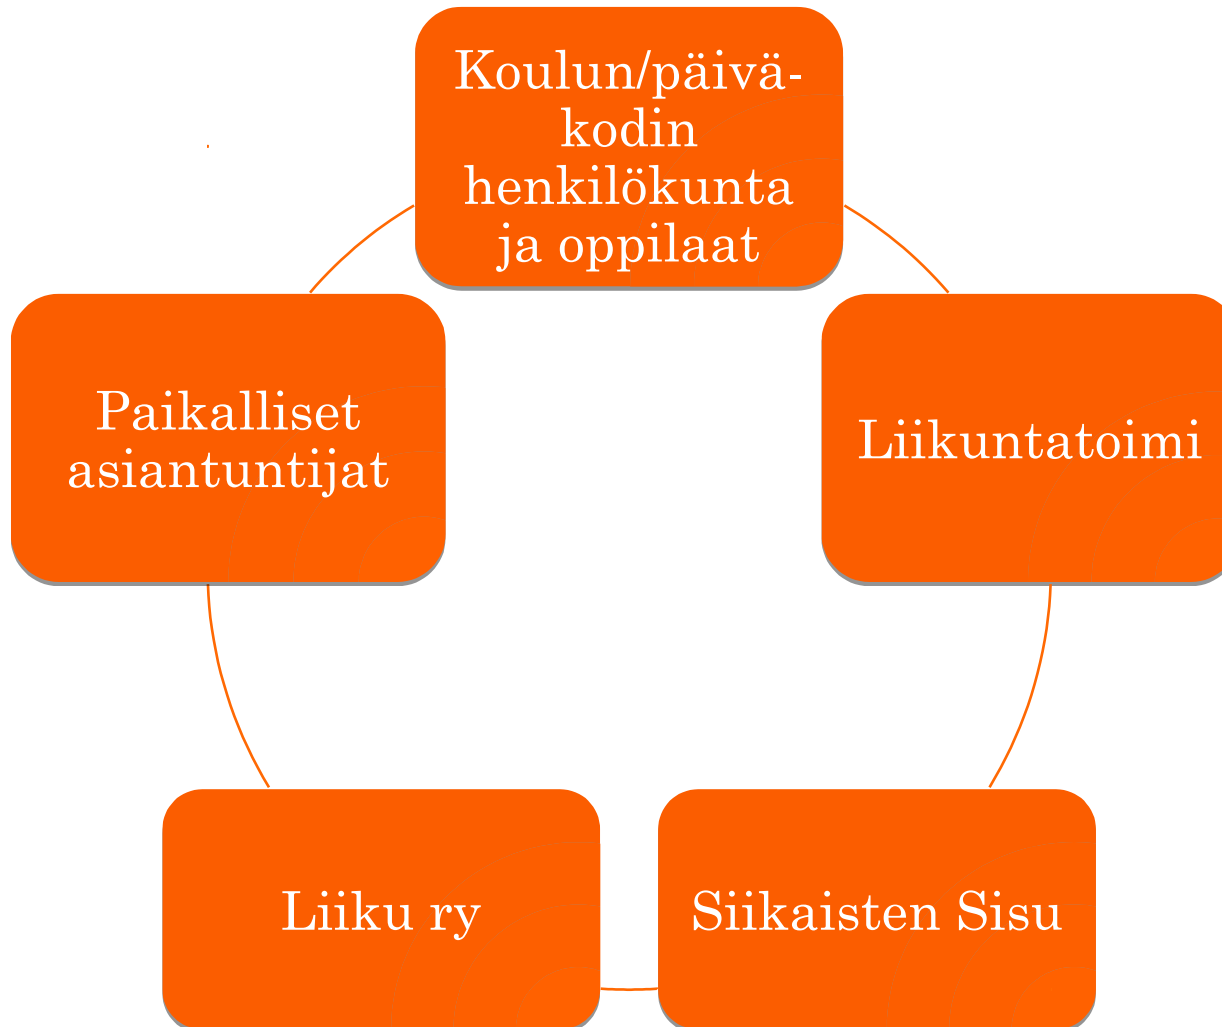 Koulun/päivä-
kodin
henkilökunta
ja oppilaat
Paikalliset
asiantuntijat
Liikuntatoimi
Liiku ry
Siikaisten Sisu